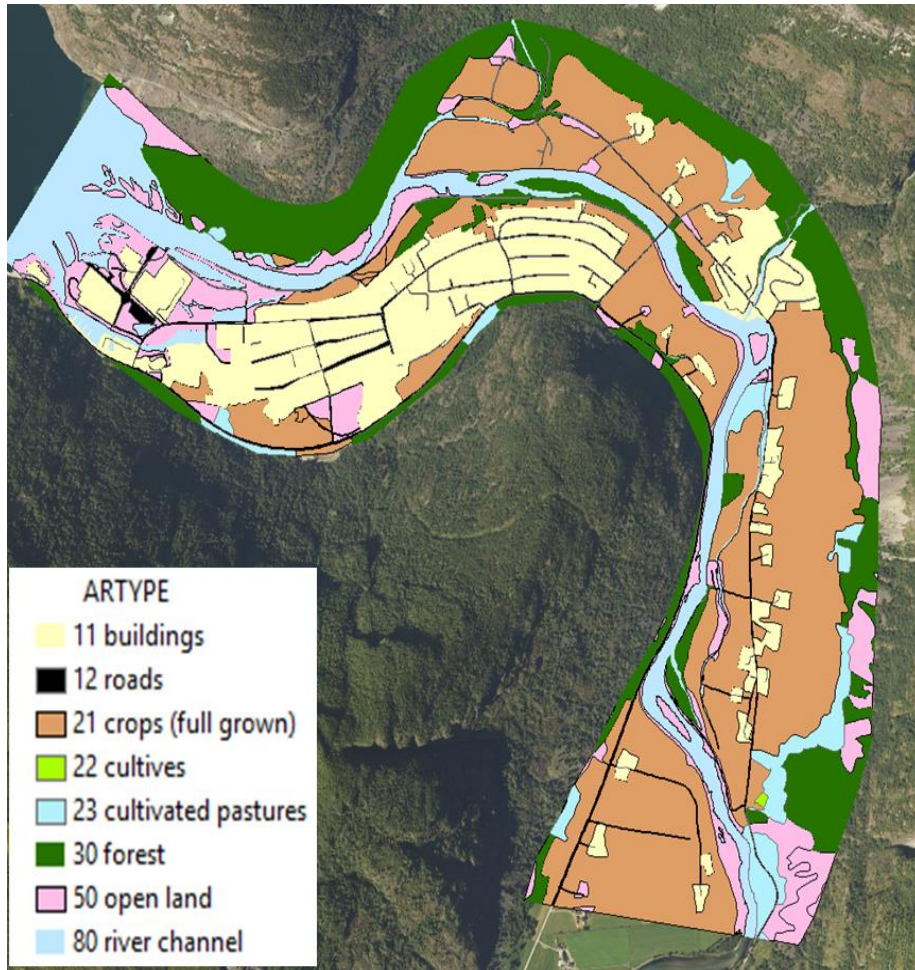 ARTYPE
11 buildings
12 roads
21 crops (full grown)
22 cultives
23 cultivated pastures
30 forest
50 open land
80 river channel